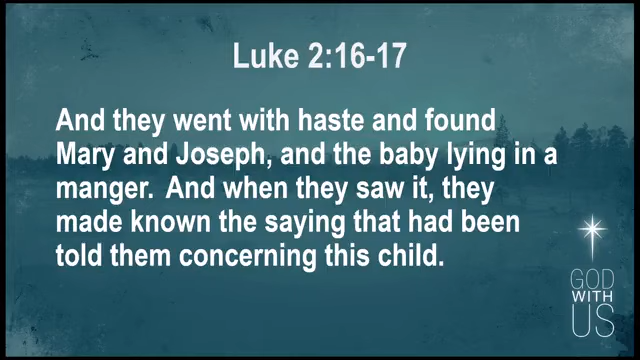 Luke 2:16-17
And they went with haste and found
Mary and Joseph, and the baby lying in a
manger.  And when they saw it, they
made known the saying that had been
told them concerning this child.
GOD
WITH
US